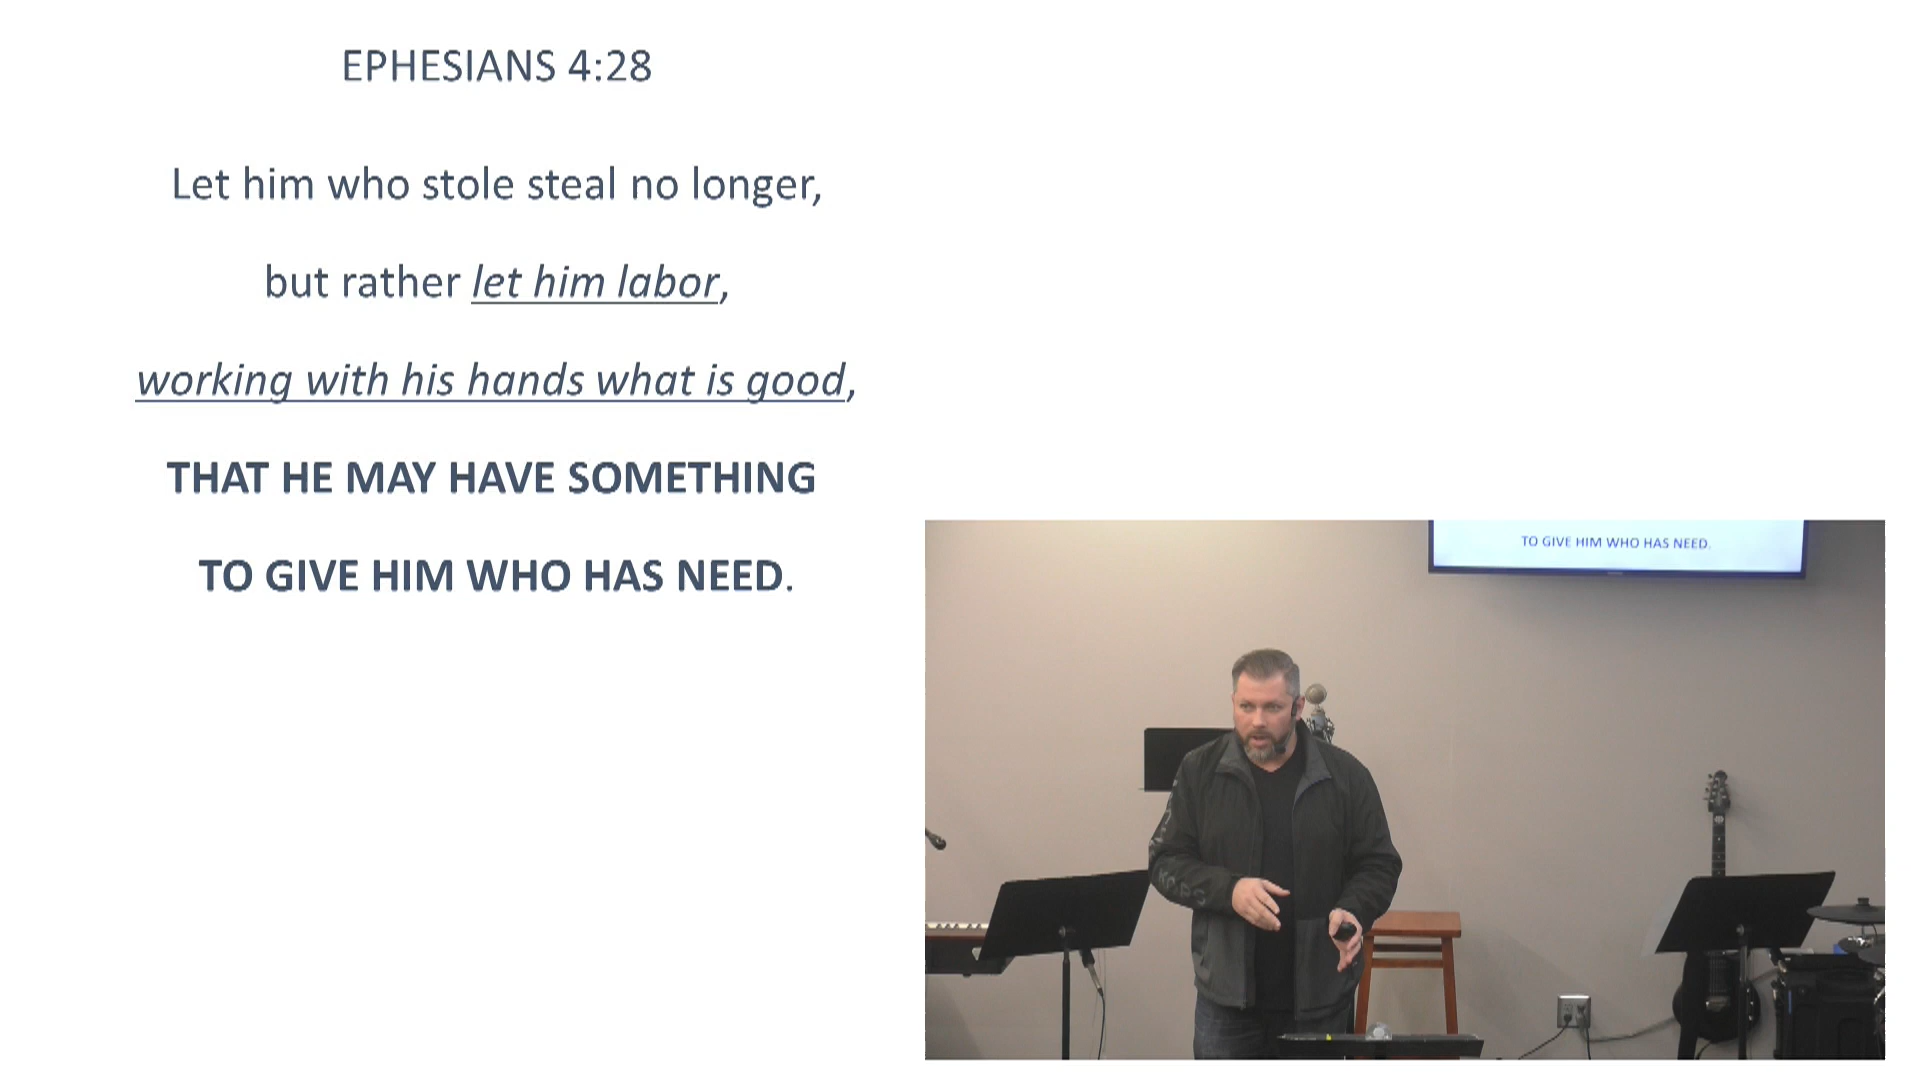 EPHESIANS 4:28
Let him who stole steal no longer,
but rather let him labor,
working with his hands what is good,
THAT HE MAY HAVE SOMETHING
TO GIVE HIM WHO HAS NEED.
TO GIVE HIM WHO HAS NEED.
KORS